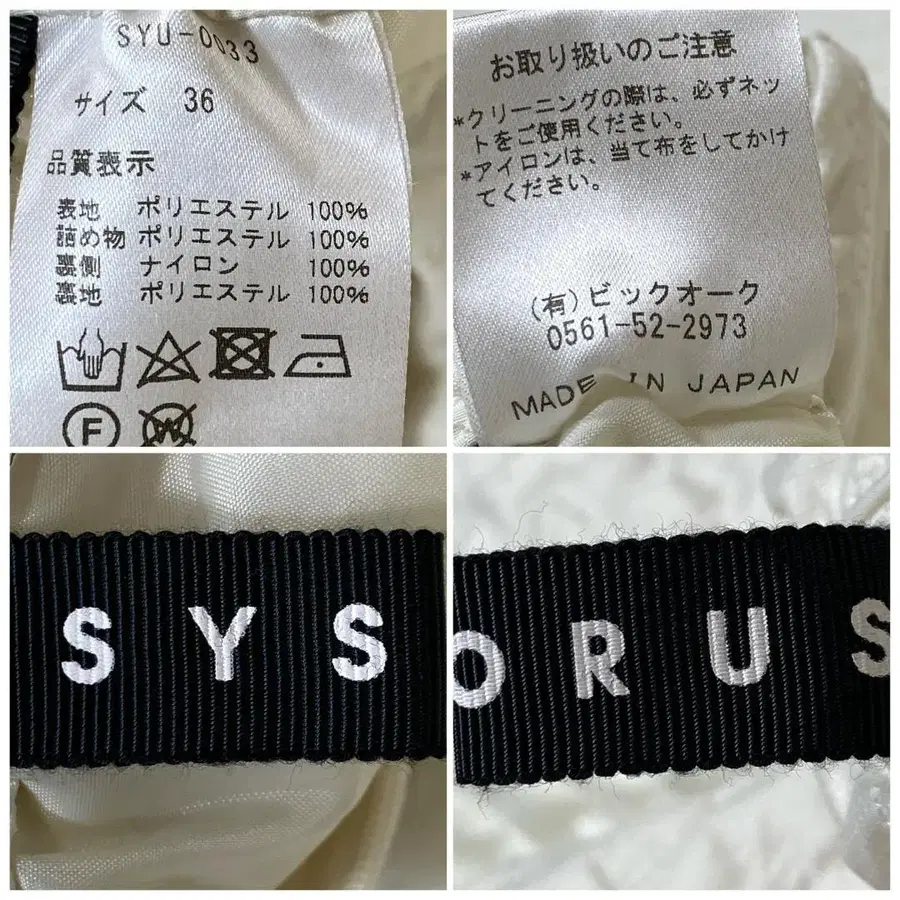 SYU-0033
サイズ 36
品質表示
表地 ポリエステル 100%
詰め物 ポリエステル 100%
裏側 ナイロン 100%
裏地 ポリエステル 100%
F
W
お取り扱いのご注意
*クリーニングの際は、必ずネッ
トをご使用ください。
*アイロンは、当て布をしてかけ
てください。
(有)ビックオーク
0561-52-2973
MADE IN JAPAN
SYS
ORUS